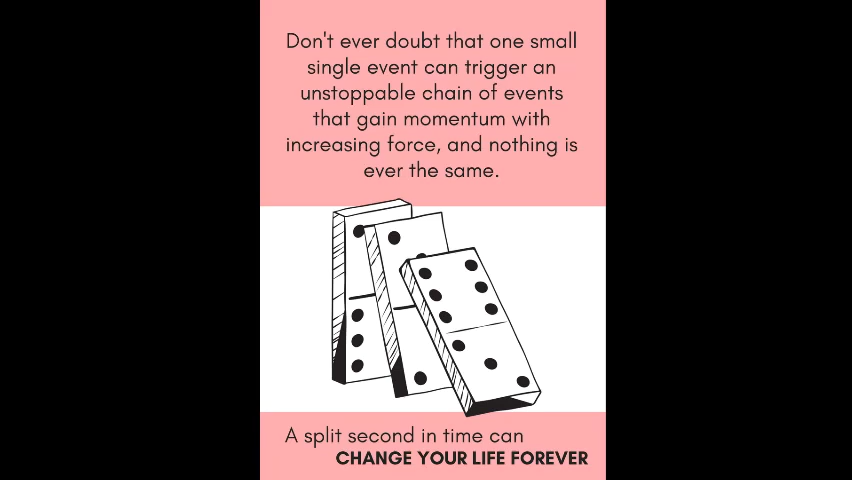 Don't ever doubt that one small
single event can trigger an
unstoppable chain of events
that gain momentum with
increasing force, and nothing is
ever the same.
A split second in time can
CHANGE YOUR LIFE FOREVER